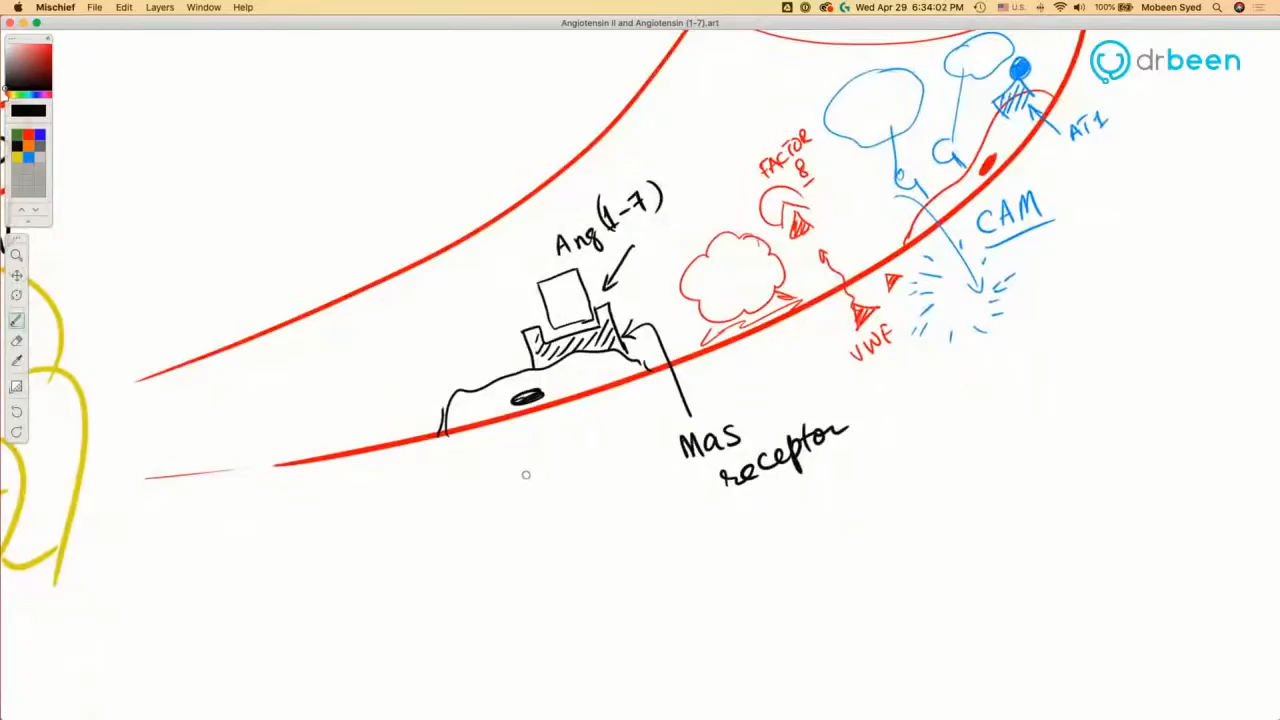 Mischief File Edit Layers Window Help
U.S. 100% Wed Apr 29 6:34:02 PM Mobeen Syed
Angiotensin II and Angiotensin (1-7).art
drbeen
AT1
FACTOR
8
Ang(1-7)
CAM
VWF
Mas
receptor